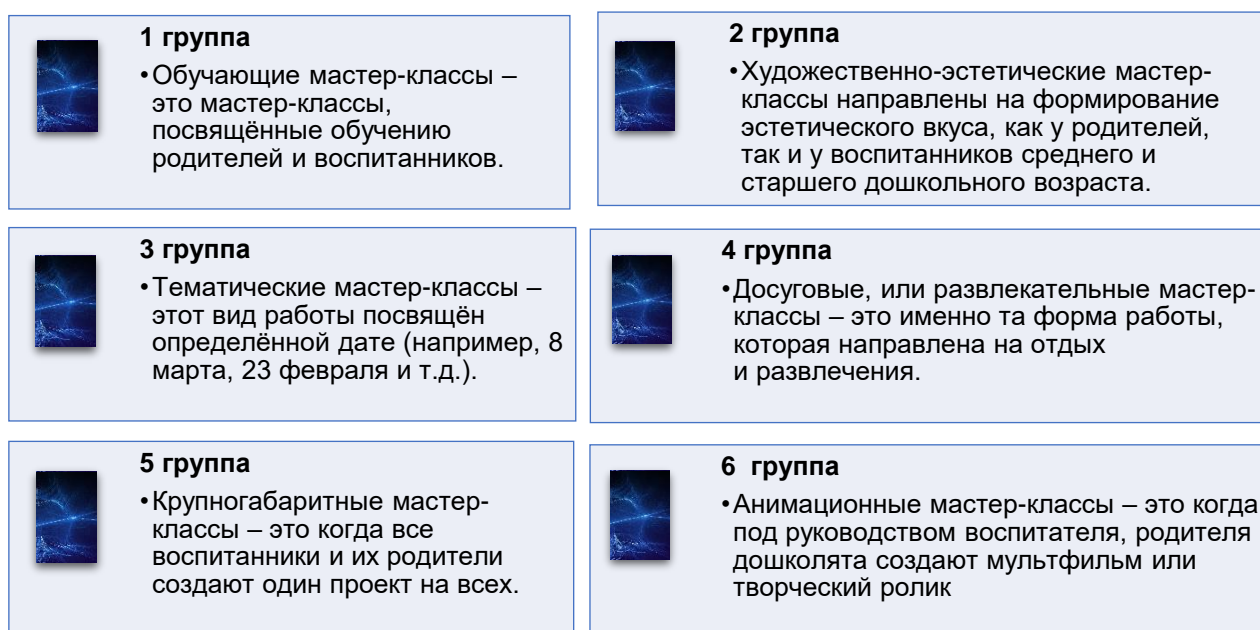 1 группа
•Обучающие мастер-классы –
это мастер-классы,
посвящённые обучению
родителей и воспитанников.
2 группа
•Художественно-эстетические мастер-
классы направлены на формирование
эстетического вкуса, как у родителей,
так и у воспитанников среднего и
старшего дошкольного возраста.
3 группа
•Тематические мастер-классы –
этот вид работы посвящён
определённой дате (например, 8
марта, 23 февраля и т.д.).
4 группа
•Досуговые, или развлекательные мастер-
классы – это именно та форма работы,
которая направлена на отдых
и развлечения.
5 группа
•Крупногабаритные мастер-
классы – это когда все
воспитанники и их родители
создают один проект на всех.
6 группа
•Анимационные мастер-классы – это когда
под руководством воспитателя, родителя
дошколята создают мультфильм или
творческий ролик